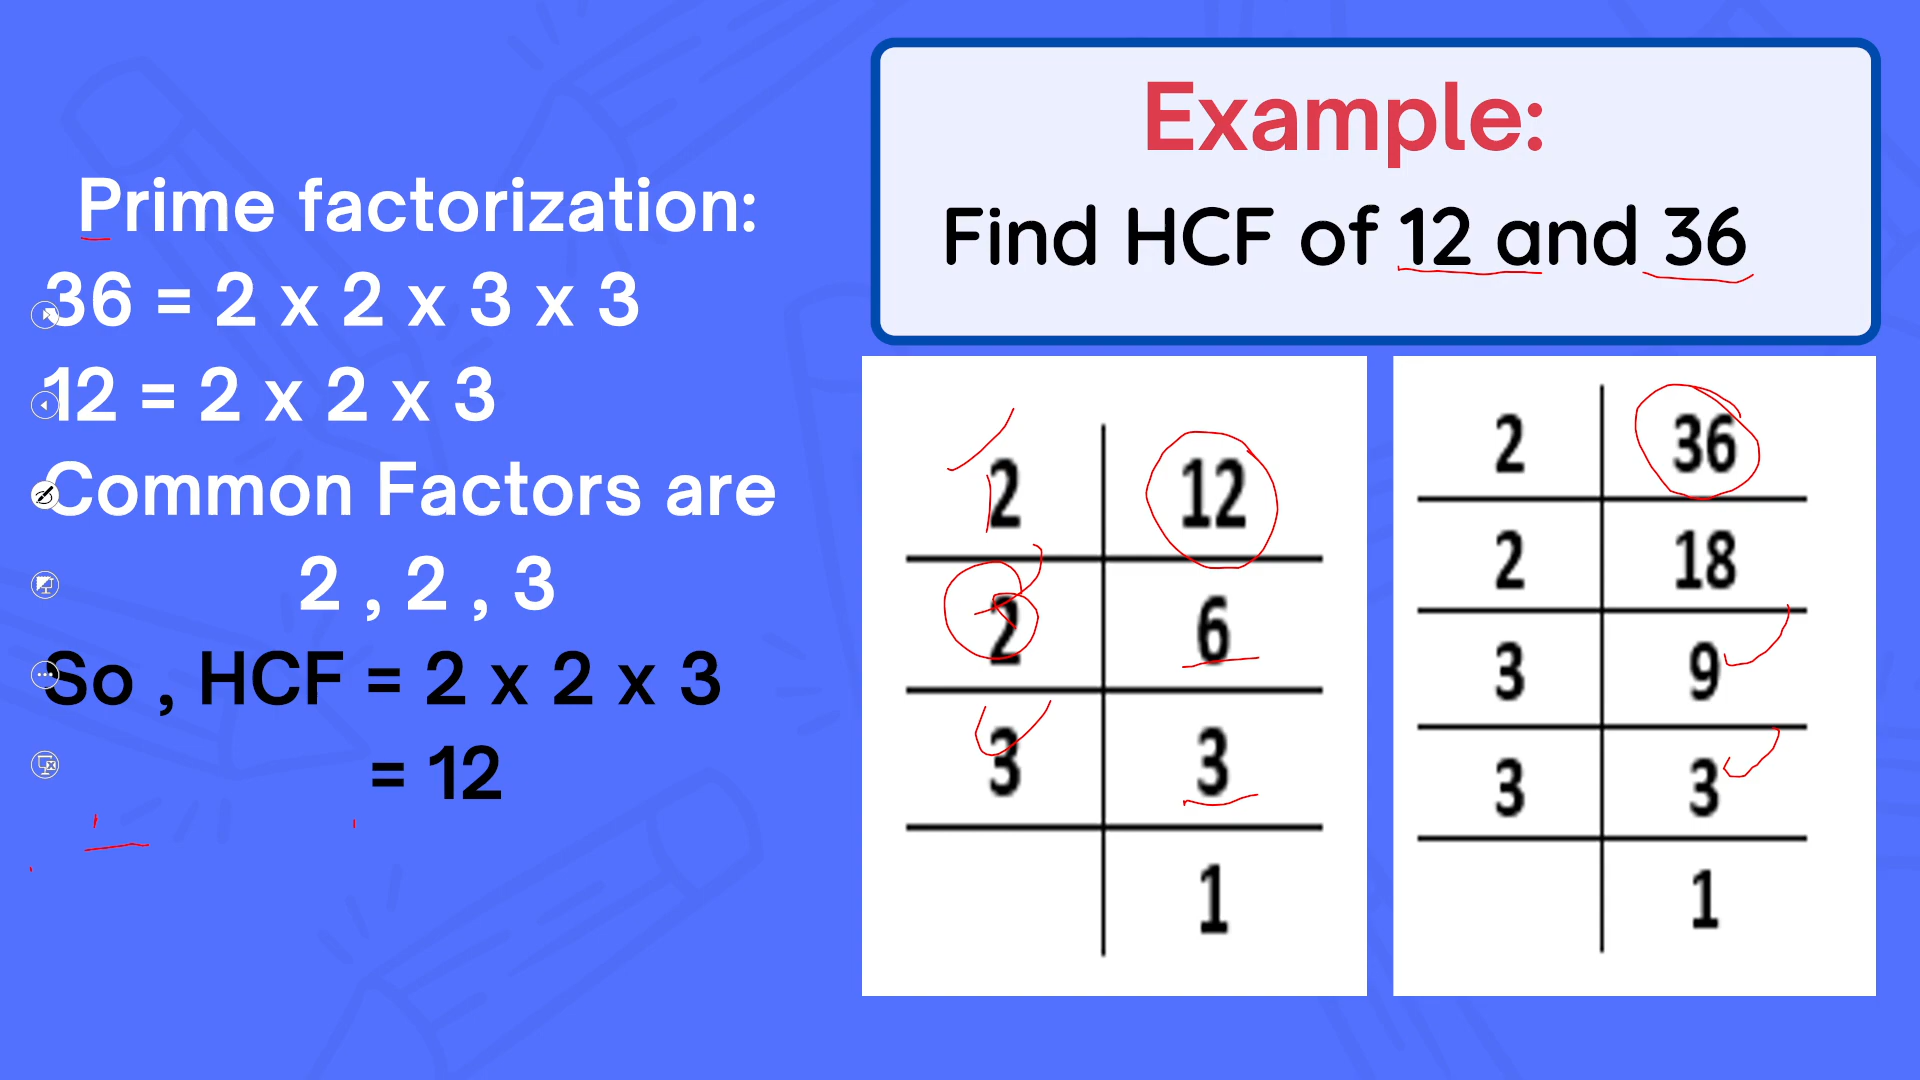 Prime factorization:
36 = 2 x 2 x 3 x 3
12 = 2 x 2 x 3
Common Factors are
2 , 2 , 3
So , HCF = 2 x 2 x 3
= 12
Example:
Find HCF of 12 and 36
2 12
2 6
3 3
1
2 36
2 18
3 9
3 3
1